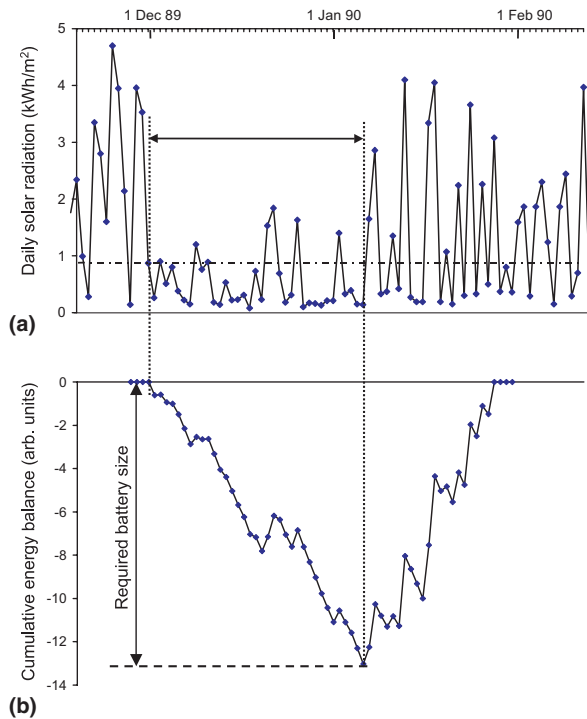 1 Dec 89 1 Jan 90 1 Feb 90
5
4
3
2
1
0
Daily solar radiation (kWh/m2)
(a)
0
-2
-4
-6
-8
-10
-12
-14
Cumulative energy balance (arb. units)
Required battery size
(b)